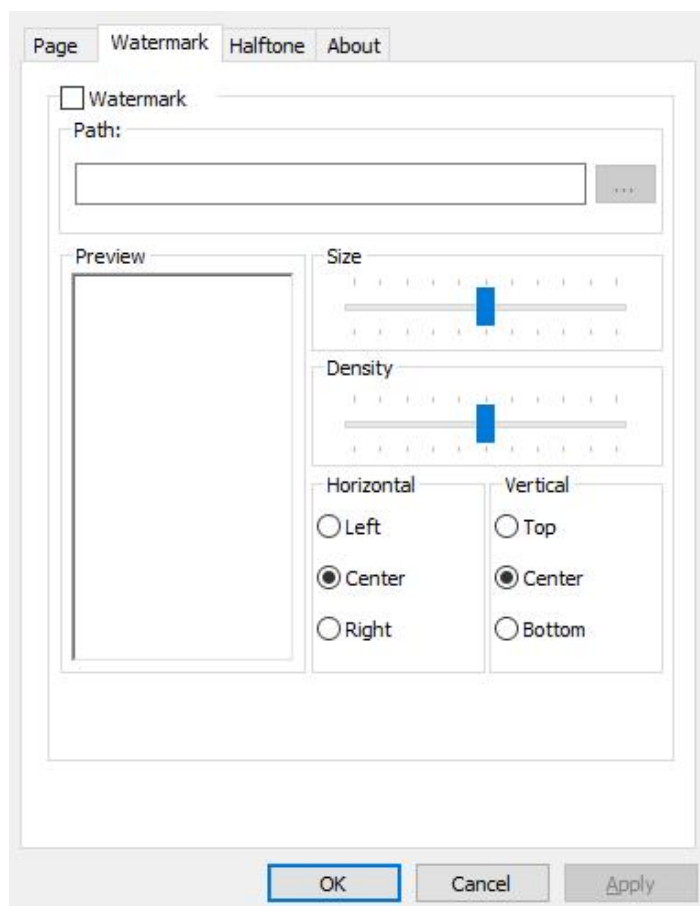 Page Watermark Halftone About
Watermark
Path:
...
Preview
Size
Density
Horizontal Vertical
Left Top
Center Center
Right Bottom
OK Cancel Apply